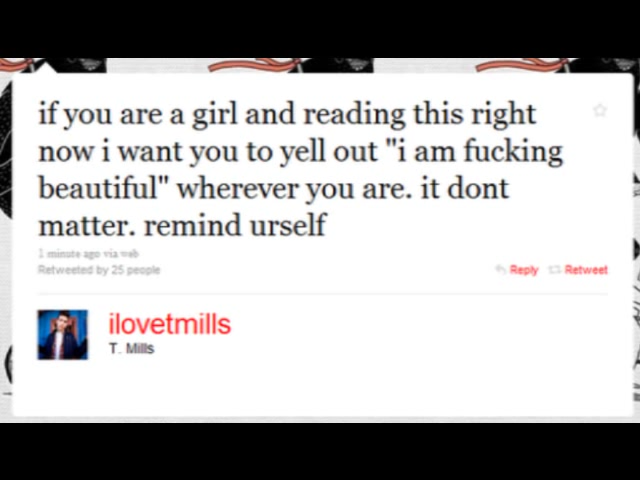 if you are a girl and reading this right
now i want you to yell out "i am fucking
beautiful" wherever you are. it dont
matter. remind urself
1 minute ago via web
Retweeted by 25 people
Reply Retweet
ilovetmills
T. Mills